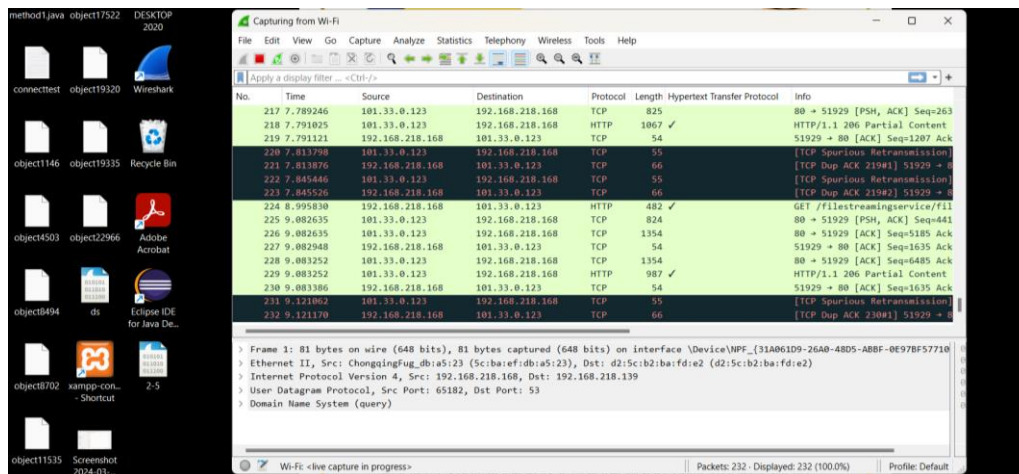 method1.java object17522 DESKTOP
2020
connecttest object19320 Wireshark
object1146 object19335 Recycle Bin
object4503 object22966 Adobe
Acrobat
object8494 ds Eclipse IDE
for Java De...
object8702 xampp-con... 2-5
- Shortcut
object11535 Screenshot
2024-03-...
Capturing from Wi-Fi
File Edit View Go Capture Analyze Statistics Telephony Wireless Tools Help
Apply a display filter ... <Ctrl-/>
No. Time Source Destination Protocol Length Hypertext Transfer Protocol Info
217 7.789246 101.33.0.123 192.168.218.168 TCP 825 80 → 51929 [PSH, ACK] Seq=263
218 7.791025 101.33.0.123 192.168.218.168 HTTP 1067 ✓ HTTP/1.1 206 Partial Content
219 7.791121 192.168.218.168 101.33.0.123 TCP 54 51929 → 80 [ACK] Seq=1207 Ack
220 7.813798 101.33.0.123 192.168.218.168 TCP 55 [TCP Spurious Retransmission]
221 7.813876 192.168.218.168 101.33.0.123 TCP 66 [TCP Dup ACK 219#1] 51929 → 8
222 7.845446 101.33.0.123 192.168.218.168 TCP 55 [TCP Spurious Retransmission]
223 7.845526 192.168.218.168 101.33.0.123 TCP 66 [TCP Dup ACK 219#2] 51929 → 8
224 8.995830 192.168.218.168 101.33.0.123 HTTP 482 ✓ GET /filestreamingservice/fil
225 9.082635 101.33.0.123 192.168.218.168 TCP 824 80 → 51929 [PSH, ACK] Seq=441
226 9.082635 101.33.0.123 192.168.218.168 TCP 1354 80 → 51929 [ACK] Seq=5185 Ack
227 9.082948 192.168.218.168 101.33.0.123 TCP 54 51929 → 80 [ACK] Seq=1635 Ack
228 9.083252 101.33.0.123 192.168.218.168 TCP 1354 80 → 51929 [ACK] Seq=6485 Ack
229 9.083252 101.33.0.123 192.168.218.168 HTTP 987 ✓ HTTP/1.1 206 Partial Content
230 9.083386 192.168.218.168 101.33.0.123 TCP 54 51929 → 80 [ACK] Seq=1635 Ack
231 9.121062 101.33.0.123 192.168.218.168 TCP 55 [TCP Spurious Retransmission]
232 9.121170 192.168.218.168 101.33.0.123 TCP 66 [TCP Dup ACK 230#1] 51929 → 8
> Frame 1: 81 bytes on wire (648 bits), 81 bytes captured (648 bits) on interface \Device\NPF_{31A061D9-26A0-48D5-ABBF-0E97BF57710
> Ethernet II, Src: ChongqingFug_db:a5:23 (5c:ba:ef:db:a5:23), Dst: d2:5c:b2:ba:fd:e2 (d2:5c:b2:ba:fd:e2)
> Internet Protocol Version 4, Src: 192.168.218.168, Dst: 192.168.218.139
> User Datagram Protocol, Src Port: 65182, Dst Port: 53
> Domain Name System (query)
Wi-Fi: <live capture in progress> Packets: 232 · Displayed: 232 (100.0%) Profile: Default